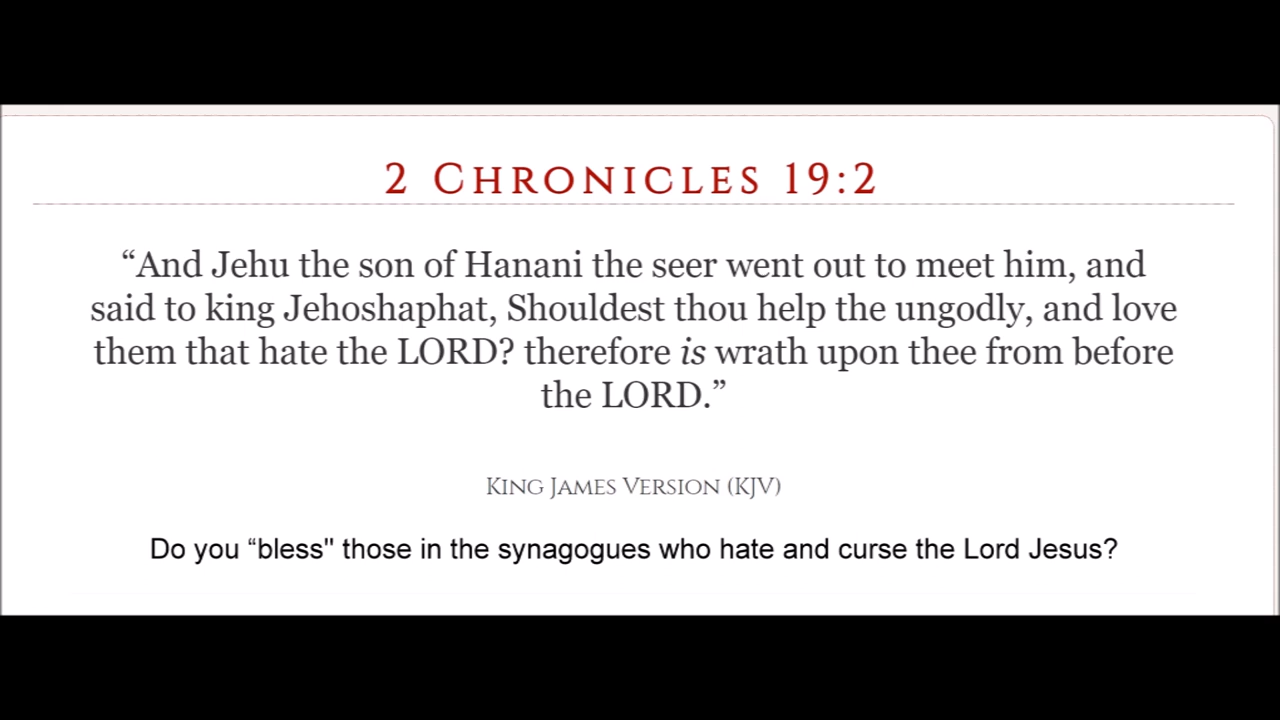 2 CHRONICLES 19:2
“And Jehu the son of Hanani the seer went out to meet him, and
said to king Jehoshaphat, Shouldest thou help the ungodly, and love
them that hate the LORD? therefore is wrath upon thee from before
the LORD.”
KING JAMES VERSION (KJV)
Do you “bless" those in the synagogues who hate and curse the Lord Jesus?